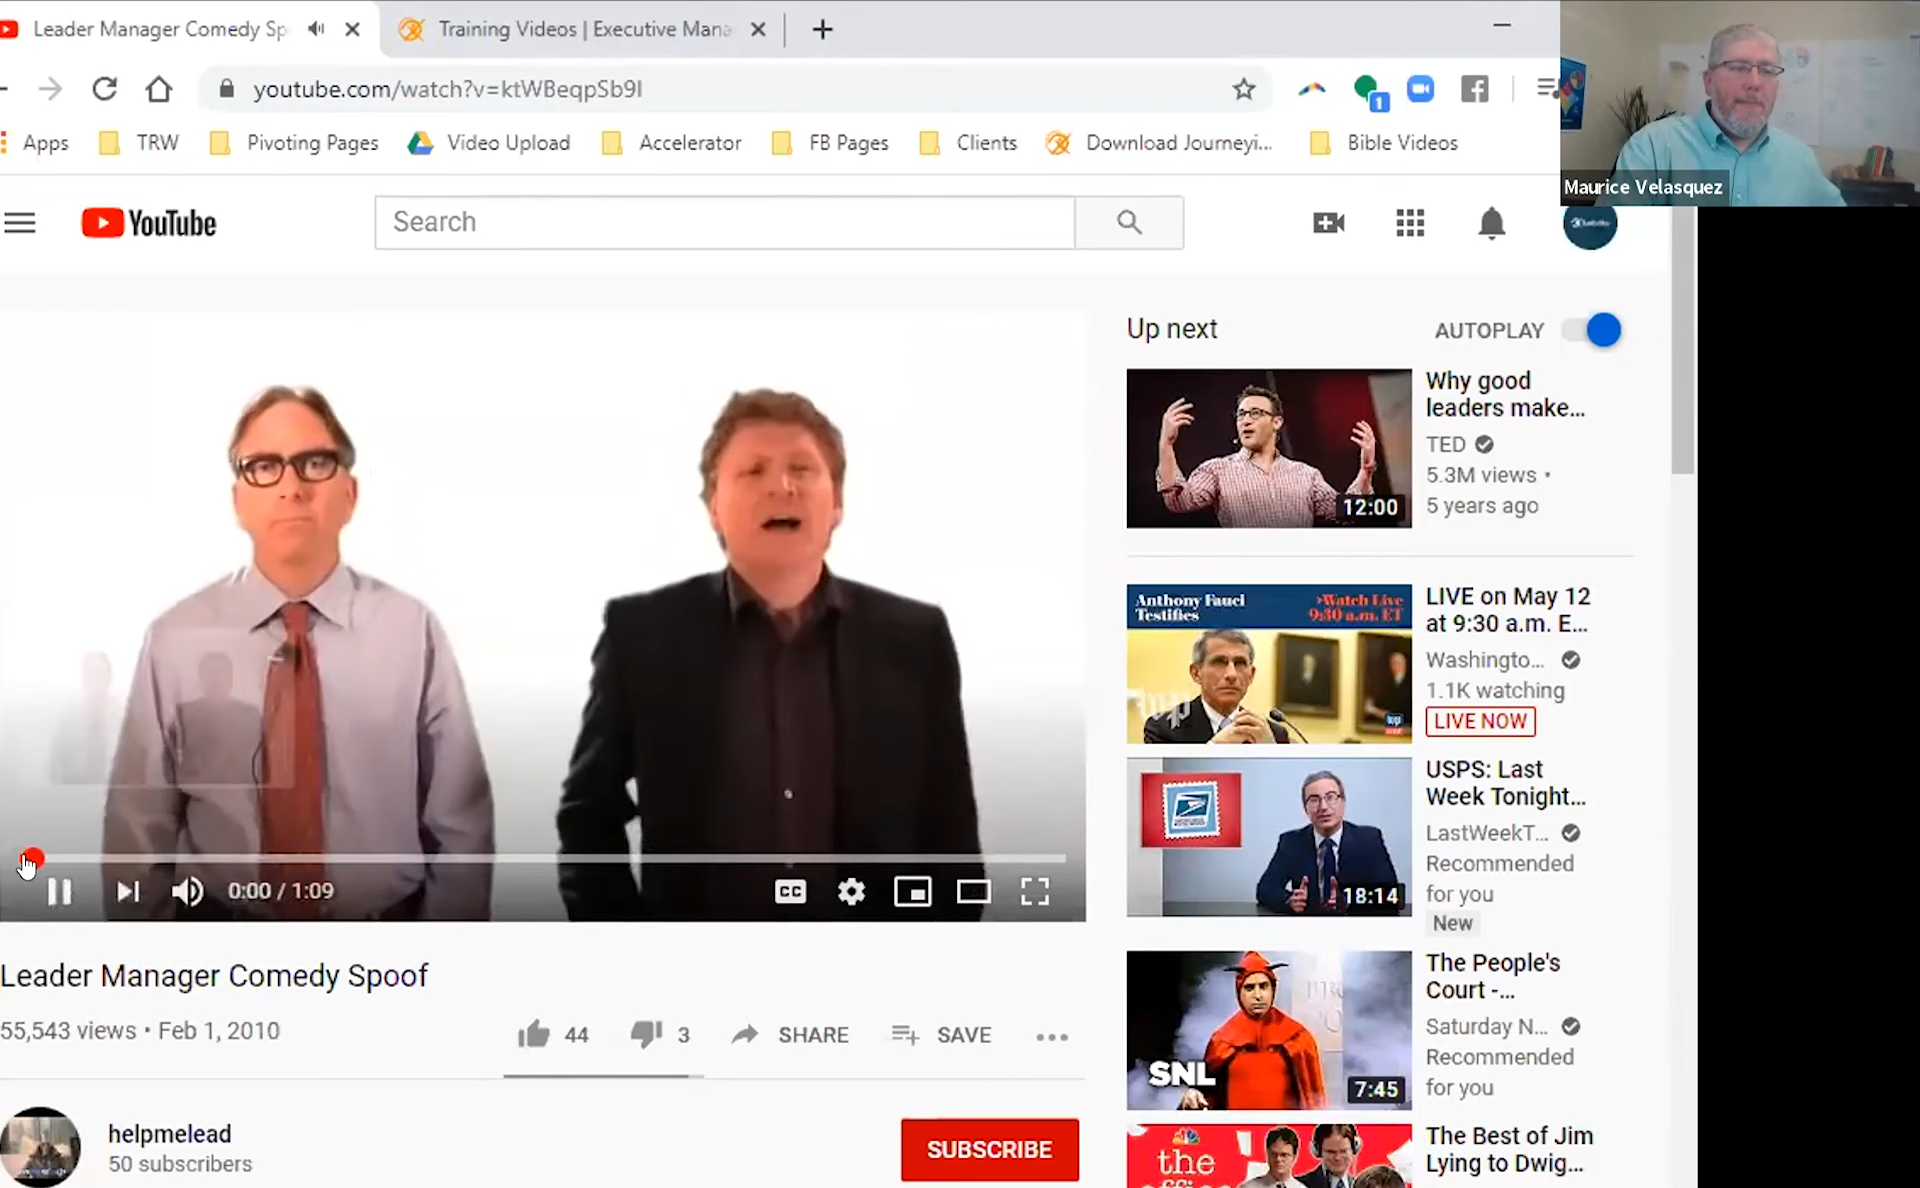 Leader Manager Comedy Sp
Training Videos | Executive Mana
youtube.com/watch?v=ktWBeqpSb9I
1
Apps
TRW
Pivoting Pages
Video Upload
Accelerator
FB Pages
Clients
Download Journeyi...
Bible Videos
Maurice Velasquez
YouTube
Search
Up next
AUTOPLAY
12:00
Why good
leaders make...
TED
5.3M views •
5 years ago
Anthony Fauci
Testifies
>Watch Live
9:30 a.m. ET
LIVE on May 12
at 9:30 a.m. E...
Washingto...
1.1K watching
LIVE NOW
18:14
USPS: Last
Week Tonight...
LastWeekT...
Recommended
for you
New
SNL
7:45
The People's
Court -...
Saturday N...
Recommended
for you
the
The Best of Jim
Lying to Dwig...
0:00 / 1:09
CC
Leader Manager Comedy Spoof
55,543 views • Feb 1, 2010
44
3
SHARE
SAVE
helpmelead
50 subscribers
SUBSCRIBE